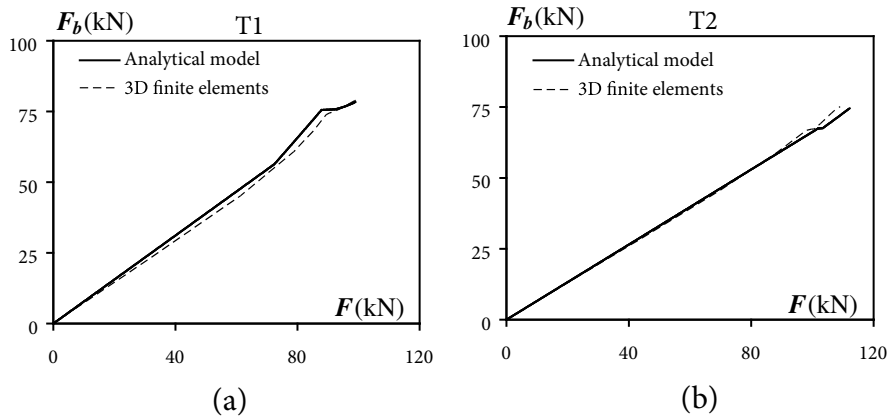 F_b(kN) T1
100
Analytical model
3D finite elements
75
50
25
F(kN)
0
0 40 80 120
(a)
F_b(kN) T2
100
Analytical model
3D finite elements
75
50
25
F(kN)
0
0 40 80 120
(b)